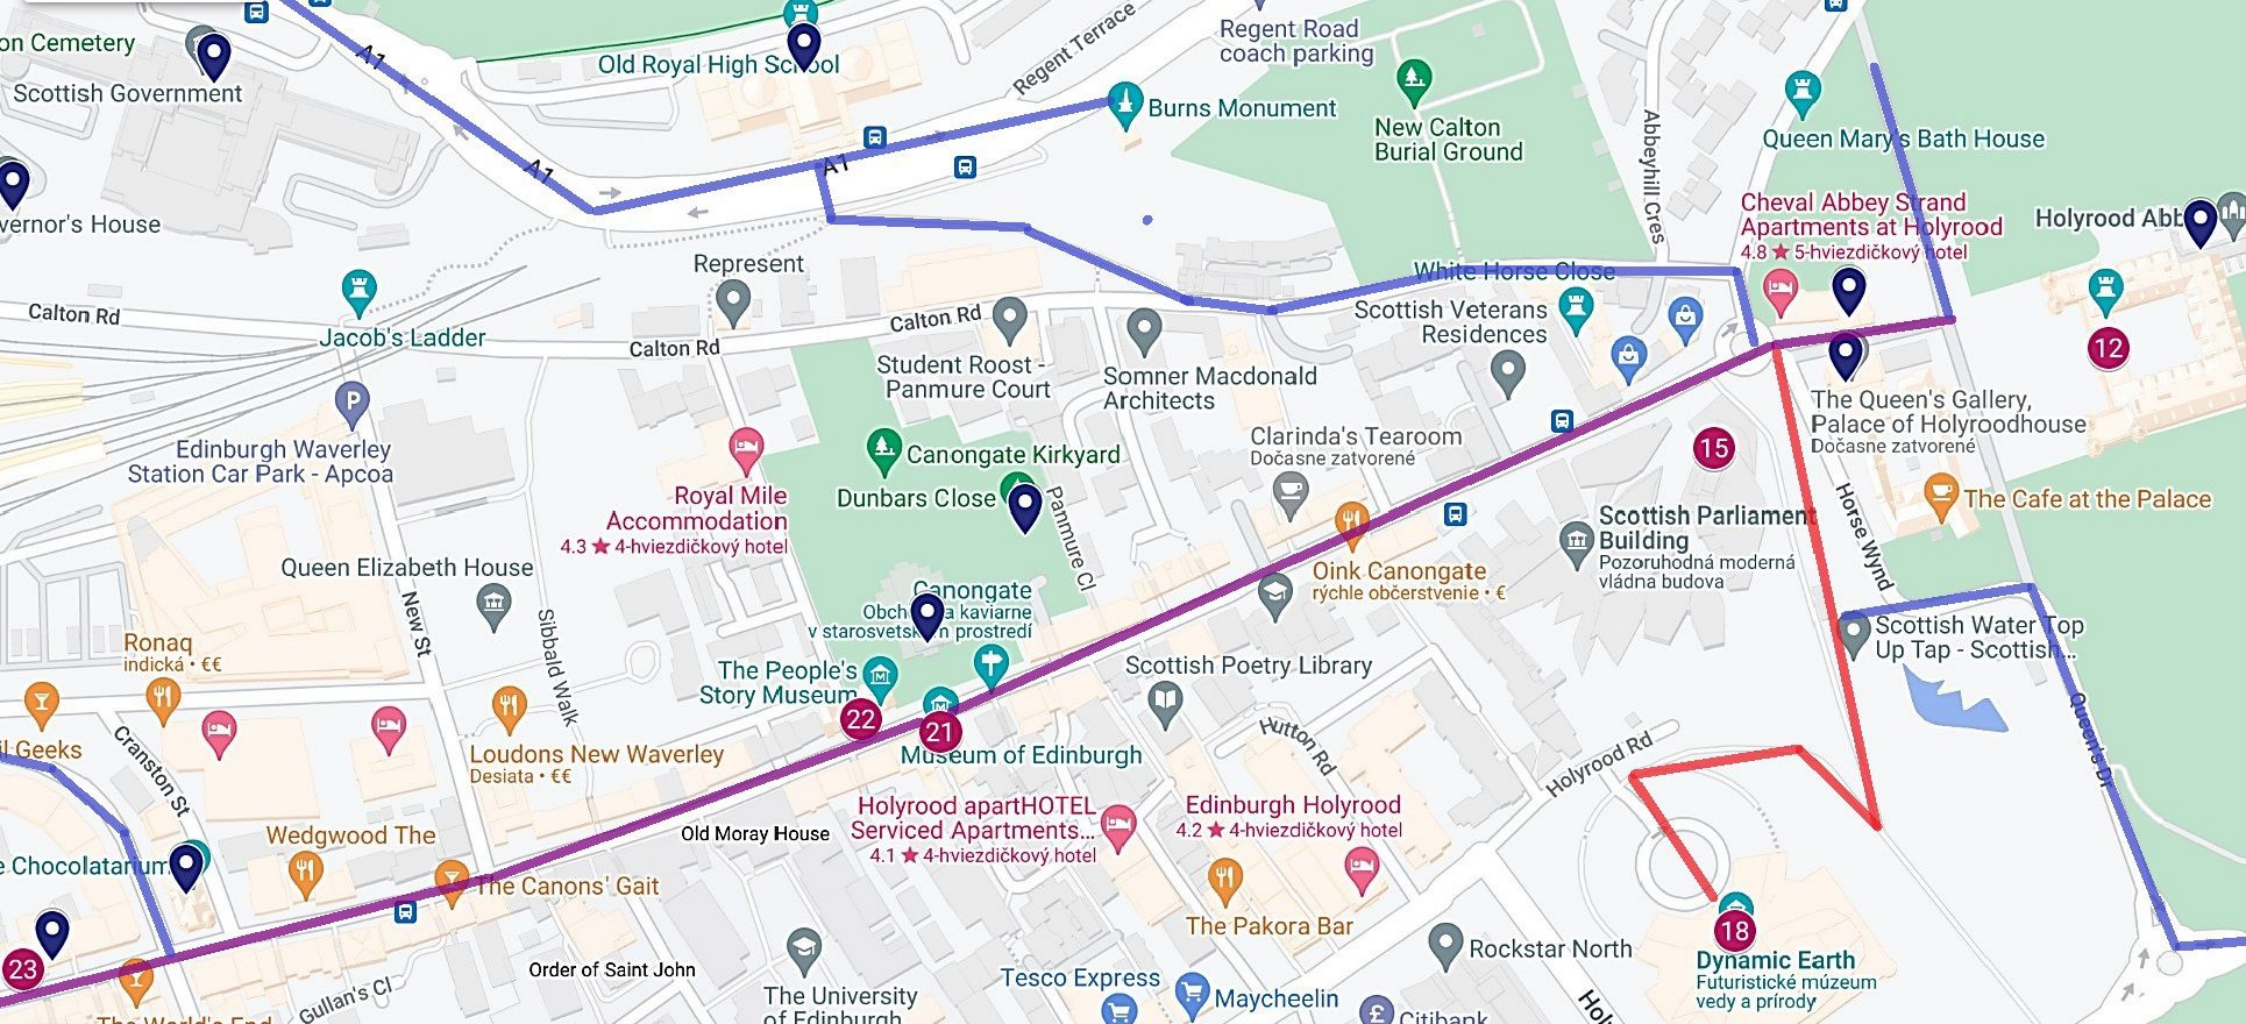 on Cemetery
Scottish Government
vernor's House
A1
A1
A1
Old Royal High School
Regent Terrace
Regent Road
coach parking
Burns Monument
New Calton
Burial Ground
Abbeyhill Cres
Queen Mary's Bath House
Cheval Abbey Strand
Apartments at Holyrood
4.8 ★ 5-hviezdičkový hotel
Holyrood Abb
12
Calton Rd
Jacob's Ladder
Represent
Calton Rd
Calton Rd
White Horse Close
Scottish Veterans
Residences
Student Roost -
Panmure Court
Somner Macdonald
Architects
The Queen's Gallery,
Palace of Holyroodhouse
Dočasne zatvorené
P
Edinburgh Waverley
Station Car Park - Apcoa
Royal Mile
Accommodation
4.3 ★ 4-hviezdičkový hotel
Canongate Kirkyard
Dunbars Close
Panmure Cl
Clarinda's Tearoom
Dočasne zatvorené
15
The Cafe at the Palace
Horse Wynd
Scottish Parliament
Building
Pozoruhodná moderná
vládna budova
Oink Canongate
rýchle občerstvenie • €
Queen Elizabeth House
New St
Sibbald Walk
Canongate
Obch a kaviarne
v starosvetskom prostredí
Scottish Water Top
Up Tap - Scottish...
Queen's Dr
Ronaq
indická • €€
The People's
Story Museum
22
21
Museum of Edinburgh
Scottish Poetry Library
Hutton Rd
Holyrood Rd
il Geeks
Cranston St
Loudons New Waverley
Desiata • €€
Wedgwood The
e Chocolatarium
The Canons' Gait
Old Moray House
Holyrood apartHOTEL
Serviced Apartments...
4.1 ★ 4-hviezdičkový hotel
Edinburgh Holyrood
4.2 ★ 4-hviezdičkový hotel
The Pakora Bar
18
Dynamic Earth
Futuristické múzeum
vedy a prírody
23
The World's End
Gullan's Cl
Order of Saint John
The University
of Edinburgh
Tesco Express
Maycheelin
Rockstar North
£
Citibank
Hol